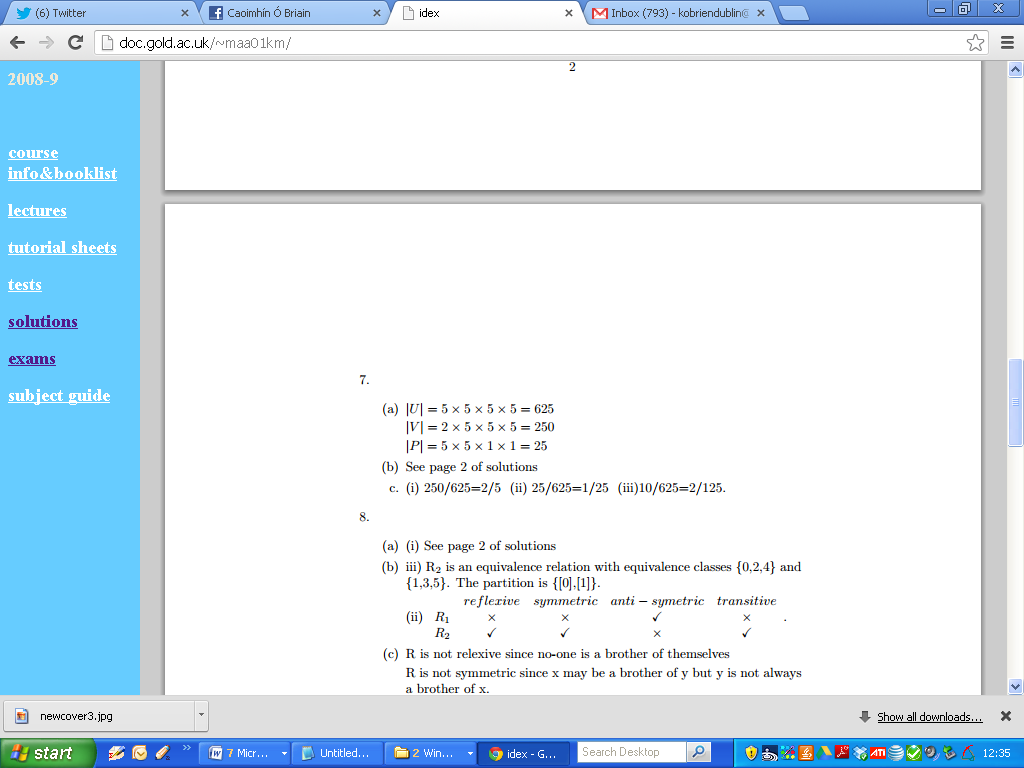 (6) Twitter
Caoimhín Ó Briain
idex
Inbox (793) - kobriendublin@
doc.gold.ac.uk/~maa01km/
2008-9
course
info&booklist
lectures
tutorial sheets
tests
solutions
exams
subject guide
2
7.
(a) |U| = 5 × 5 × 5 × 5 = 625
|V| = 2 × 5 × 5 × 5 = 250
|P| = 5 × 5 × 1 × 1 = 25
(b) See page 2 of solutions
c. (i) 250/625=2/5 (ii) 25/625=1/25 (iii)10/625=2/125.
8.
(a) (i) See page 2 of solutions
(b) iii) R₂ is an equivalence relation with equivalence classes {0,2,4} and
{1,3,5}. The partition is {[0],[1]}.
reflexive symmetric anti − symetric transitive
(ii) R₁ × × ✓ × .
R₂ ✓ ✓ × ✓
(c) R is not relexive since no-one is a brother of themselves
R is not symmetric since x may be a brother of y but y is not always
a brother of x.
newcover3.jpg
Show all downloads...
start
7 Micr...
Untitled...
2 Win...
idex - G...
Search Desktop
ATI
12:35